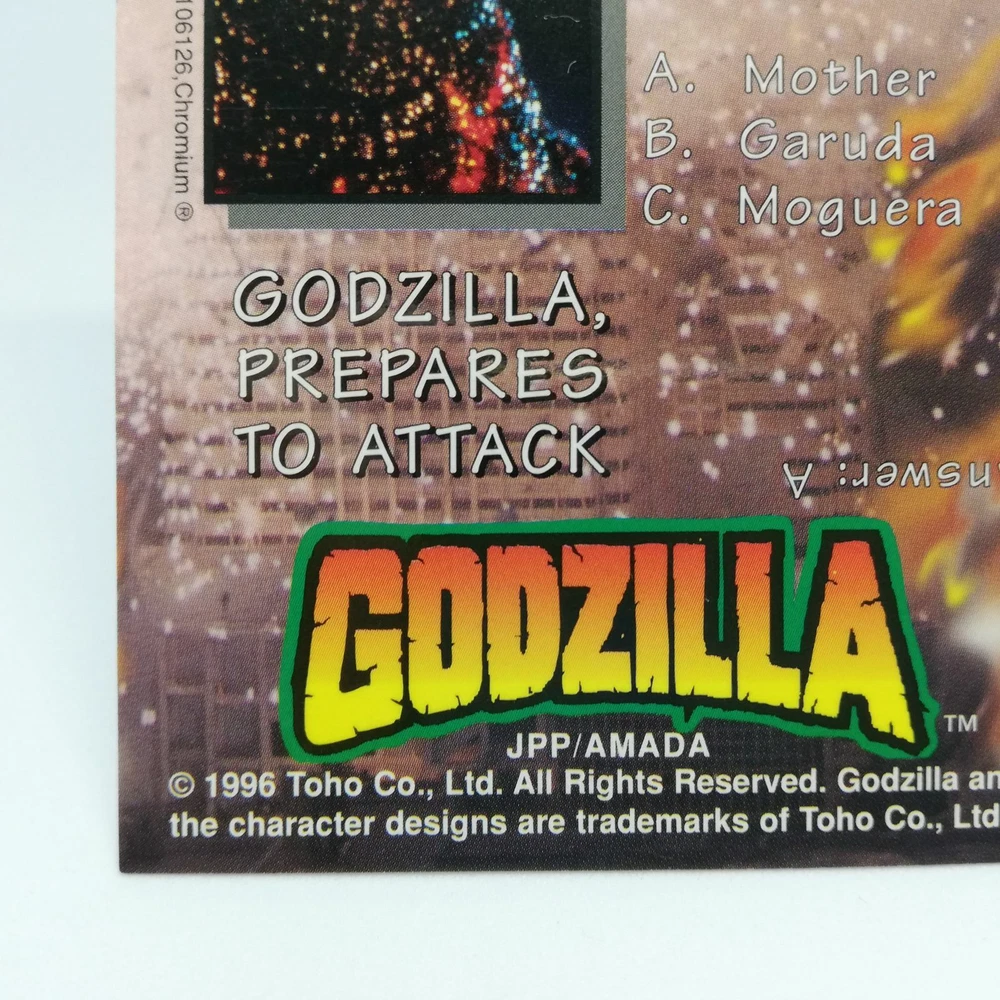 106126, Chromium ®
A. Mother
B. Garuda
C. Moguera
GODZILLA,
PREPARES
TO ATTACK
nswer: A
GODZILLA TM
JPP/AMADA
© 1996 Toho Co., Ltd. All Rights Reserved. Godzilla an
the character designs are trademarks of Toho Co., Ltd